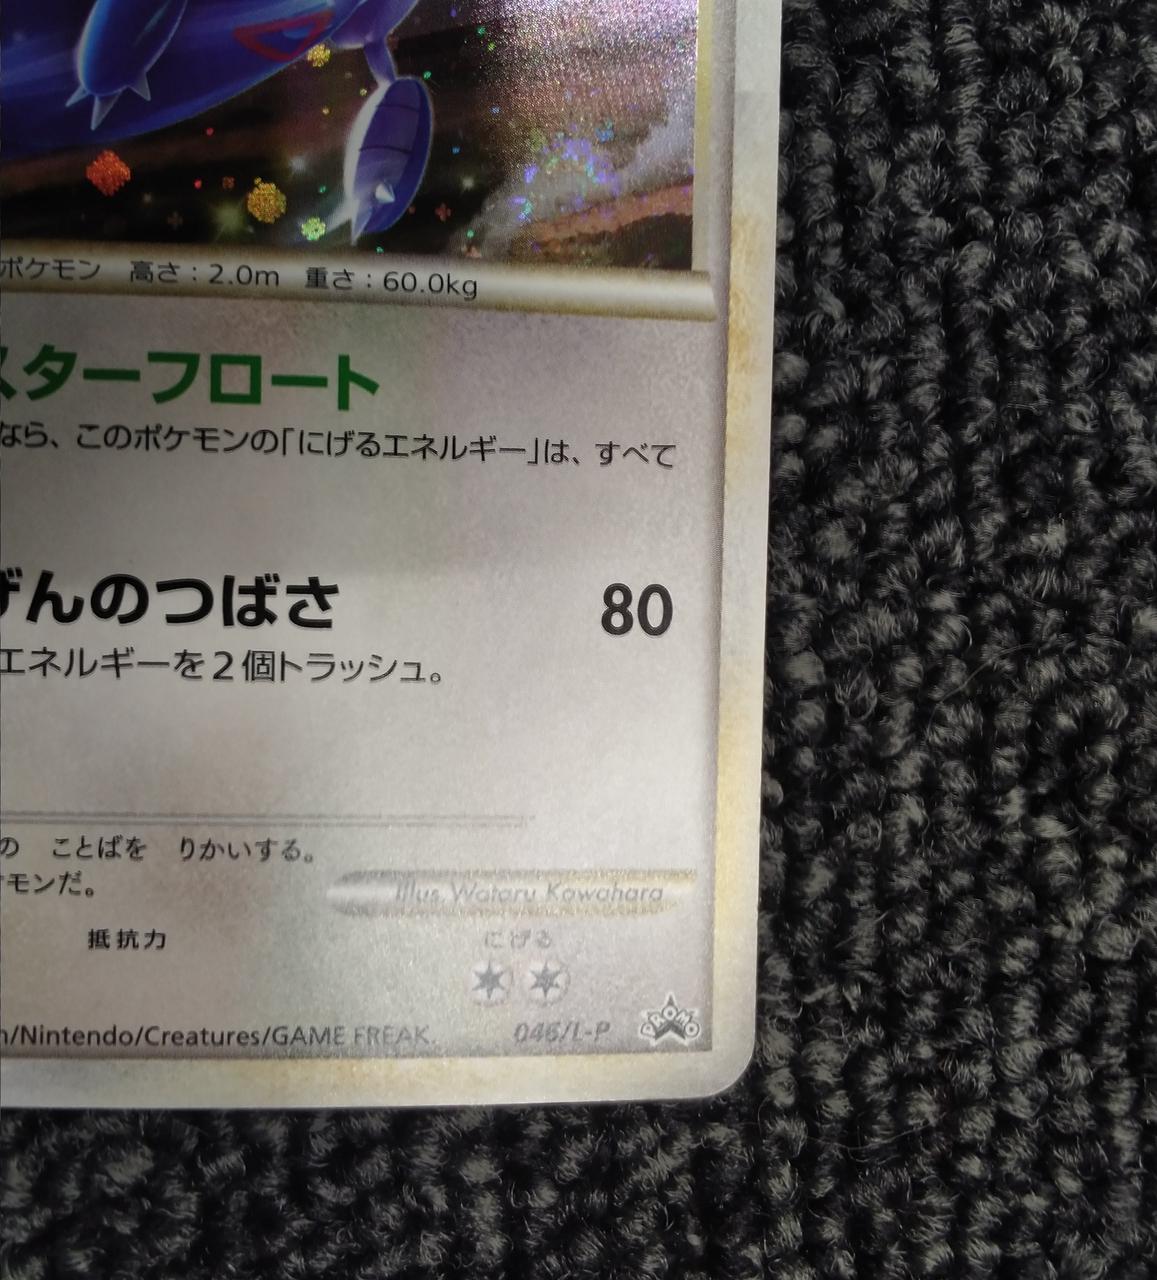 ポケモン 高さ：2.0m 重さ：60.0kg
スターフロート
なら、このポケモンの「にげるエネルギー」は、すべて
げんのつばさ 80
エネルギーを2個トラッシュ。
の ことばを りかいする。
ケモンだ。
Illus. Wataru Kawahara
抵抗力 にげる
n/Nintendo/Creatures/GAME FREAK. 046/L-P PROMO